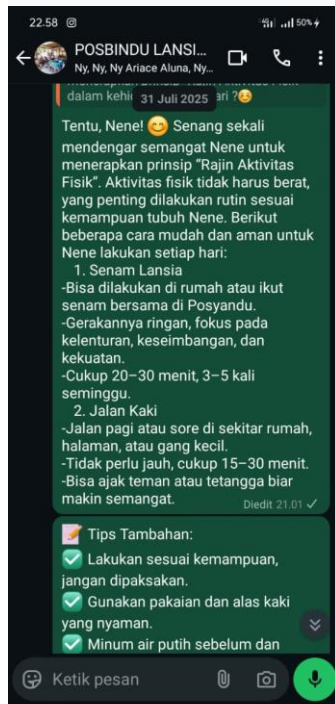 22.58
50%
POSBINDU LANSI...
Ny, Ny, Ny Ariace Aluna, Ny...
dalam kehi
ari ?
31 Juli 2025
Tentu, Nene! 😊 Senang sekali
mendengar semangat Nene untuk
menerapkan prinsip “Rajin Aktivitas
Fisik”. Aktivitas fisik tidak harus berat,
yang penting dilakukan rutin sesuai
kemampuan tubuh Nene. Berikut
beberapa cara mudah dan aman untuk
Nene lakukan setiap hari:
1. Senam Lansia
-Bisa dilakukan di rumah atau ikut
senam bersama di Posyandu.
-Gerakannya ringan, fokus pada
kelenturan, keseimbangan, dan
kekuatan.
-Cukup 20–30 menit, 3–5 kali
seminggu.
2. Jalan Kaki
-Jalan pagi atau sore di sekitar rumah,
halaman, atau gang kecil.
-Tidak perlu jauh, cukup 15–30 menit.
-Bisa ajak teman atau tetangga biar
makin semangat.
Diedit 21.01
📝 Tips Tambahan:
✅ Lakukan sesuai kemampuan,
jangan dipaksakan.
✅ Gunakan pakaian dan alas kaki
yang nyaman.
✅ Minum air putih sebelum dan
Ketik pesan